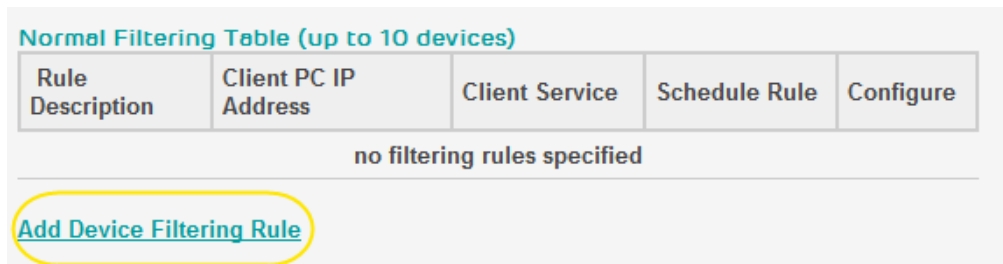 Normal Filtering Table (up to 10 devices)
Rule Description
Client PC IP Address
Client Service
Schedule Rule
Configure
no filtering rules specified
Add Device Filtering Rule